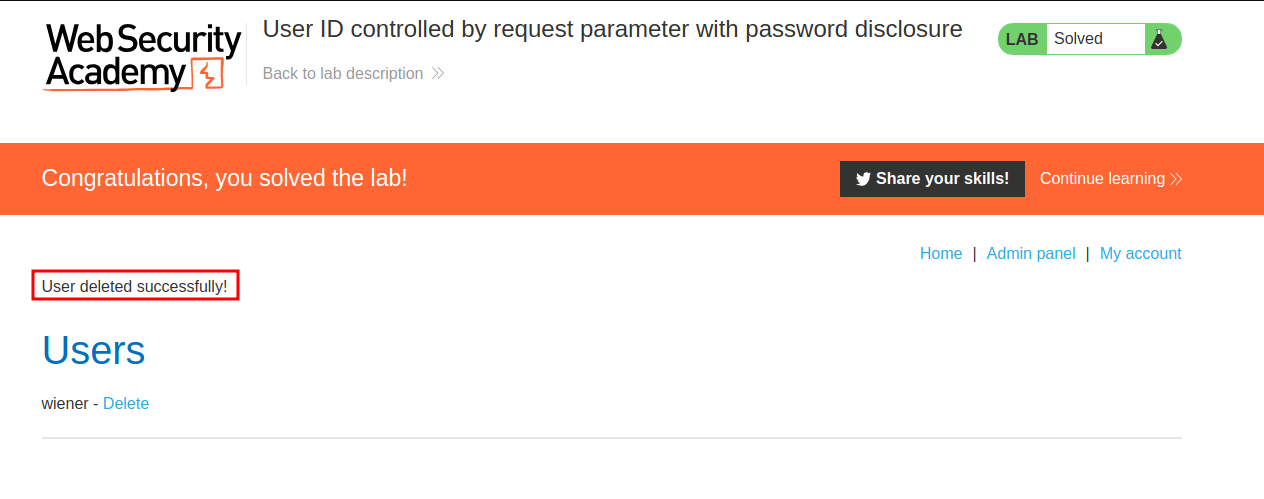 Web Security
Academy
User ID controlled by request parameter with password disclosure
Back to lab description
LAB Solved
Congratulations, you solved the lab!
Share your skills!
Continue learning
Home | Admin panel | My account
User deleted successfully!
Users
wiener - Delete